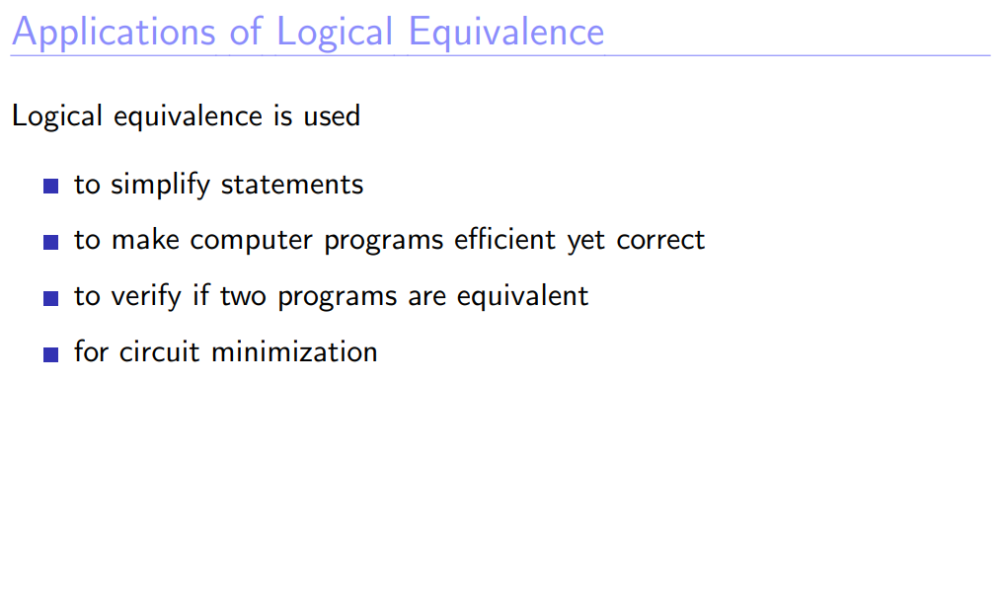 Applications of Logical Equivalence
Logical equivalence is used
to simplify statements
to make computer programs efficient yet correct
to verify if two programs are equivalent
for circuit minimization